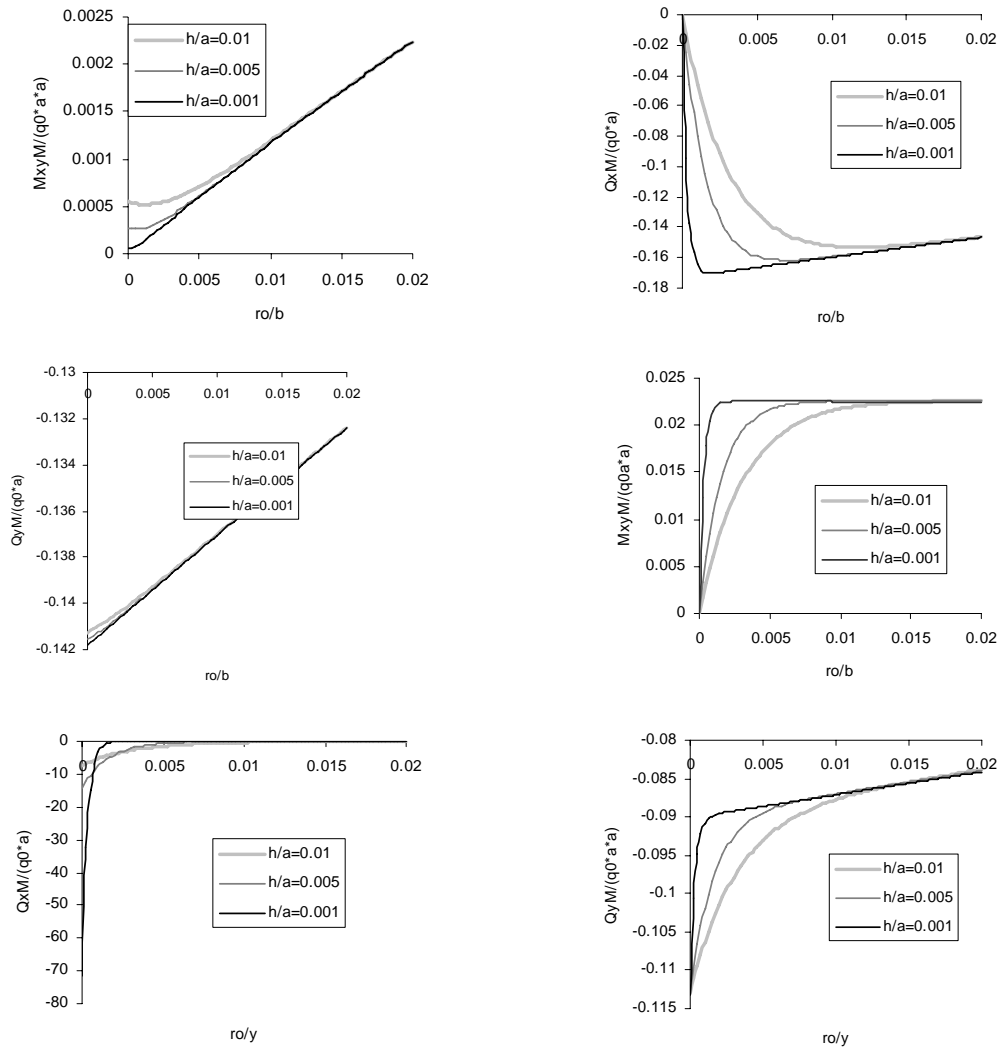 MxyM/(q0*a*a)
0.0025
0.002
0.0015
0.001
0.0005
0
h/a=0.01
h/a=0.005
h/a=0.001
0 0.005 0.01 0.015 0.02
ro/b
QxM/(q0*a)
0
-0.02
-0.04
-0.06
-0.08
-0.1
-0.12
-0.14
-0.16
-0.18
0 0.005 0.01 0.015 0.02
h/a=0.01
h/a=0.005
h/a=0.001
ro/b
QyM/(q0*a)
-0.13
-0.132
-0.134
-0.136
-0.138
-0.14
-0.142
0 0.005 0.01 0.015 0.02
h/a=0.01
h/a=0.005
h/a=0.001
ro/b
MxyM/(q0a*a)
0.025
0.02
0.015
0.01
0.005
0
h/a=0.01
h/a=0.005
h/a=0.001
0 0.005 0.01 0.015 0.02
ro/b
QxM/(q0*a)
0
-10
-20
-30
-40
-50
-60
-70
-80
0 0.005 0.01 0.015 0.02
h/a=0.01
h/a=0.005
h/a=0.001
ro/y
QyM/(q0*a*a)
-0.08
-0.085
-0.09
-0.095
-0.1
-0.105
-0.11
-0.115
0 0.005 0.01 0.015 0.02
h/a=0.01
h/a=0.005
h/a=0.001
ro/y